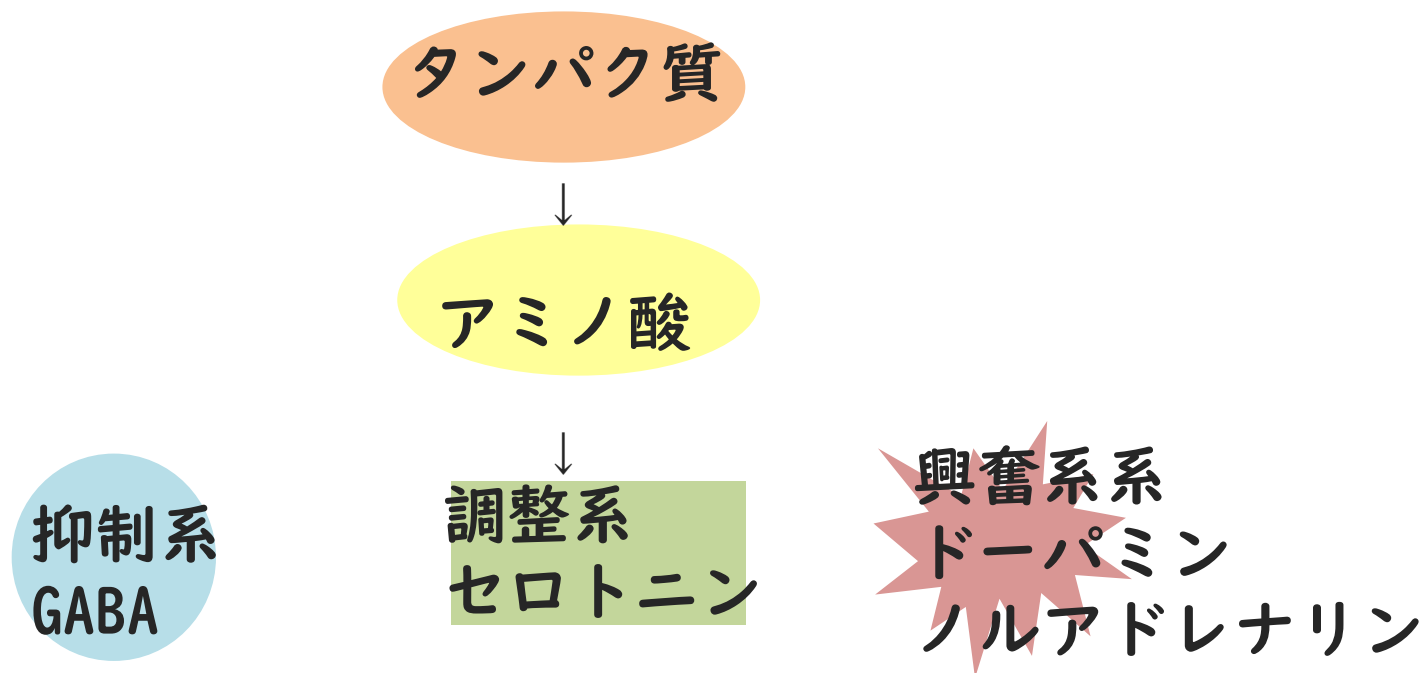 タンパク質
↓
アミノ酸
↓
抑制系
GABA
調整系
セロトニン
興奮系系
ドーパミン
ノルアドレナリン